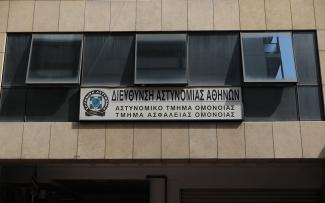 ΔΙΕΥΘΥΝΣΗ ΑΣΤΥΝΟΜΙΑΣ ΑΘΗΝΩΝ
ΑΣΤΥΝΟΜΙΚΟ ΤΜΗΜΑ ΟΜΟΝΟΙΑΣ
ΤΜΗΜΑ ΑΣΦΑΛΕΙΑΣ ΟΜΟΝΟΙΑΣ